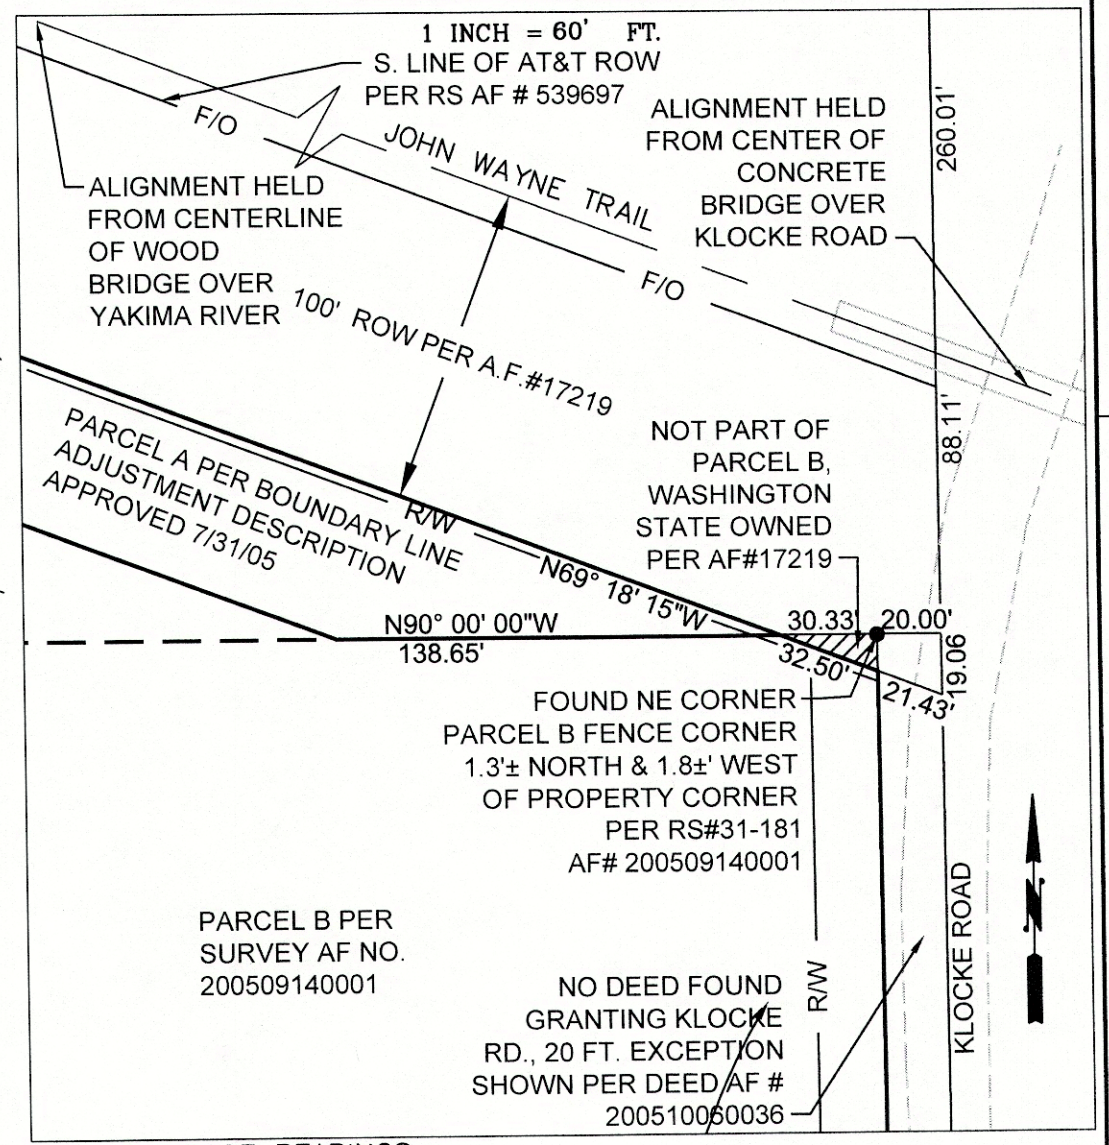 1 INCH = 60' FT.
S. LINE OF AT&T ROW
PER RS AF # 539697
F/O
JOHN WAYNE TRAIL
ALIGNMENT HELD
FROM CENTER OF
CONCRETE
BRIDGE OVER
KLOCKE ROAD
260.01'
ALIGNMENT HELD
FROM CENTERLINE
OF WOOD
BRIDGE OVER
YAKIMA RIVER
F/O
100' ROW PER A.F.#17219
88.11'
NOT PART OF
PARCEL B,
WASHINGTON
STATE OWNED
PER AF#17219
PARCEL A PER BOUNDARY LINE
ADJUSTMENT DESCRIPTION
APPROVED 7/31/05
R/W
N69° 18' 15"W
N90° 00' 00"W
138.65'
30.33'
20.00'
32.50'
21.43'
19.06
FOUND NE CORNER
PARCEL B FENCE CORNER
1.3'± NORTH & 1.8±' WEST
OF PROPERTY CORNER
PER RS#31-181
AF# 200509140001
PARCEL B PER
SURVEY AF NO.
200509140001
NO DEED FOUND
GRANTING KLOCKE
RD., 20 FT. EXCEPTION
SHOWN PER DEED AF #
200510060036
R/W
KLOCKE ROAD
N